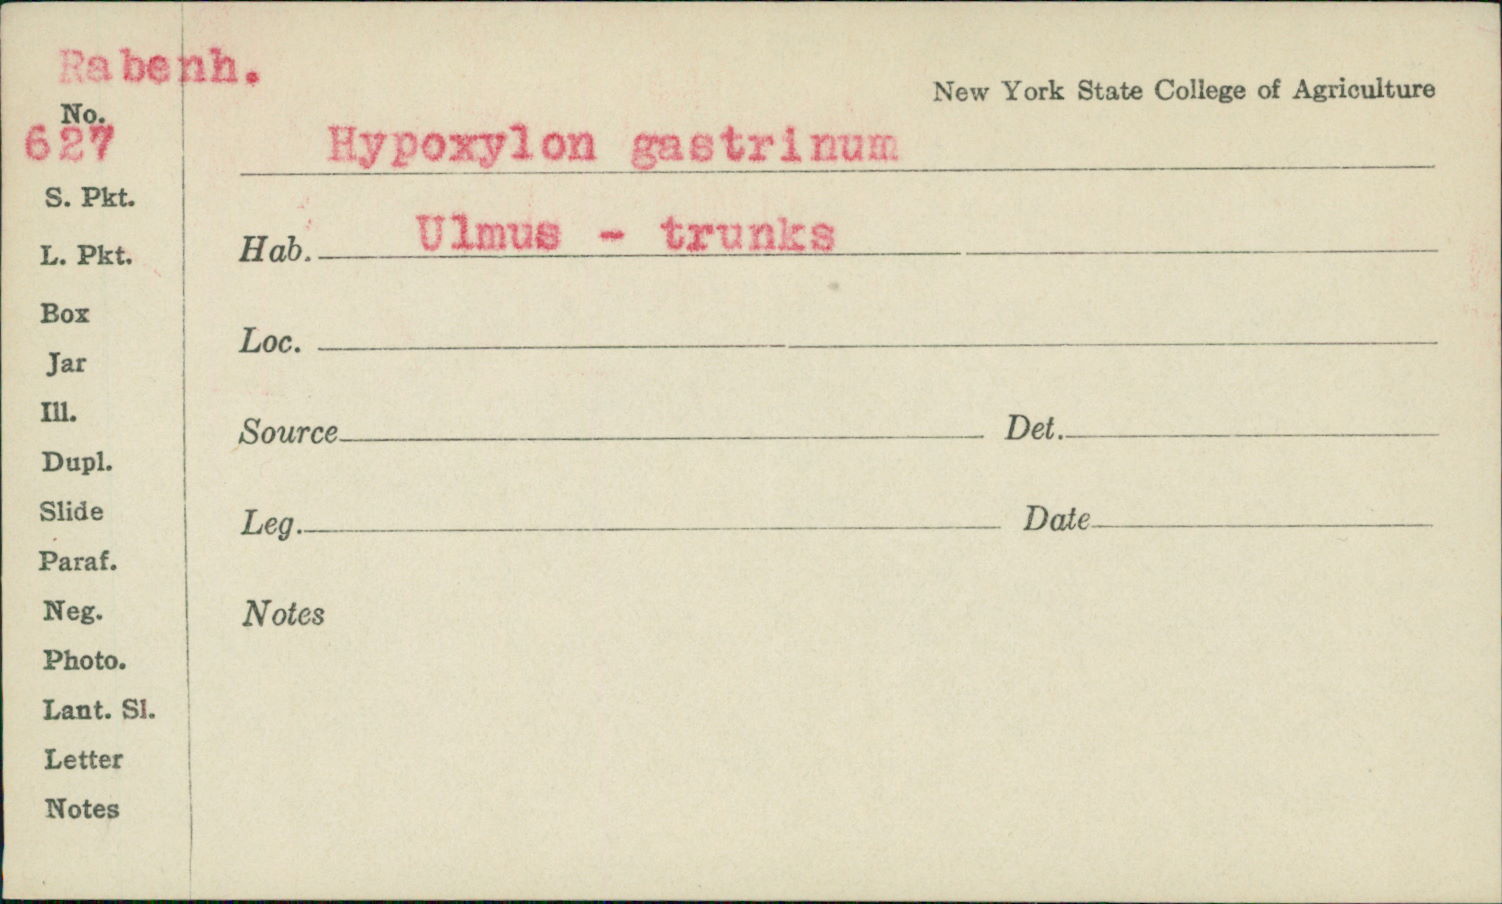 Rabenh.
New York State College of Agriculture
No.
627
Hypoxylon gastrinum
S. Pkt.
Hab. Ulmus - trunks
L. Pkt.
Box
Loc.
Jar
Ill.
Source Det.
Dupl.
Slide
Leg. Date
Paraf.
Neg.
Notes
Photo.
Lant. Sl.
Letter
Notes